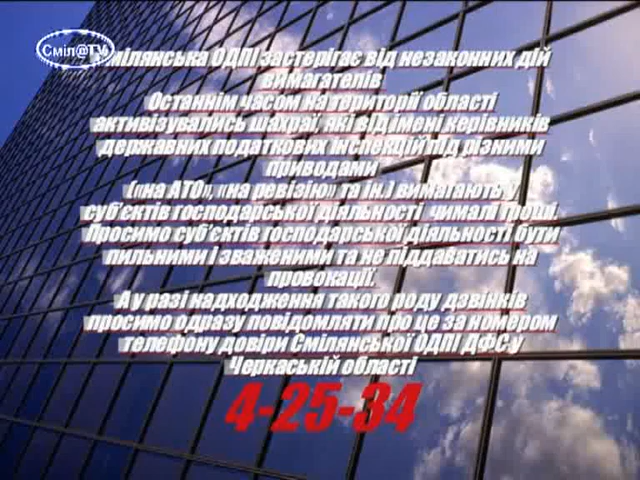 Сміл@TV
Смілянська ОДПІ застерігає від незаконних дій
вимагателів
Останнім часом на території області
активізувались шахраї, які від імені керівників
державних податкових інспекцій під різними
приводами
(«на АТО», «на ревізію» та ін.) вимагають у
суб'єктів господарської діяльності чималі гроші.
Просимо суб'єктів господарської діяльності бути
пильними і зваженими та не піддаватись на
провокації.
А у разі надходження такого роду дзвінків
просимо одразу повідомляти про це за номером
телефону довіри Смілянської ОДПІ ДФС у
Черкаській області
4-25-34